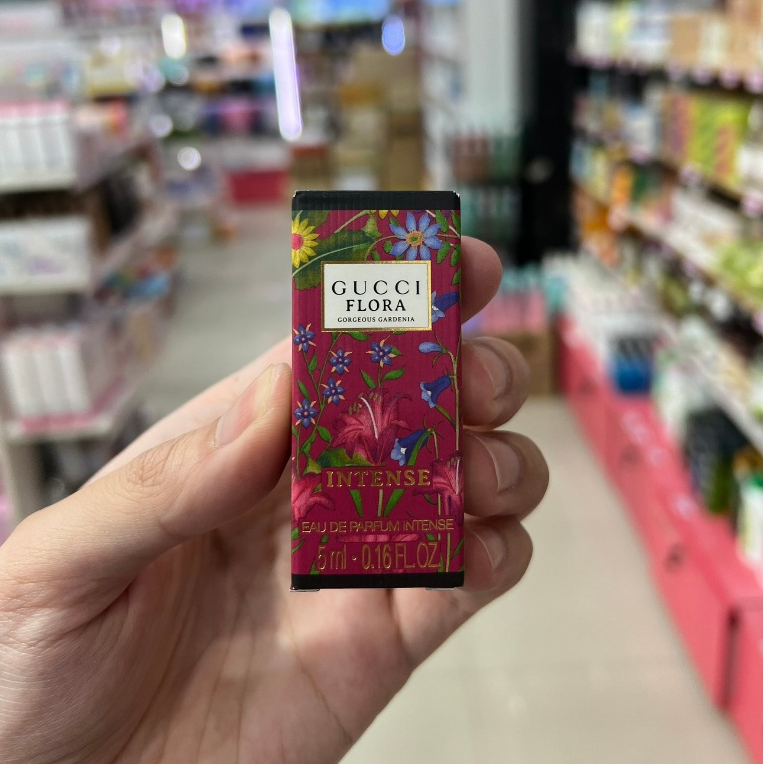 GUCCI
FLORA
GORGEOUS GARDENIA
INTENSE
EAU DE PARFUM INTENSE
5 ml - 0.16 FL.OZ.